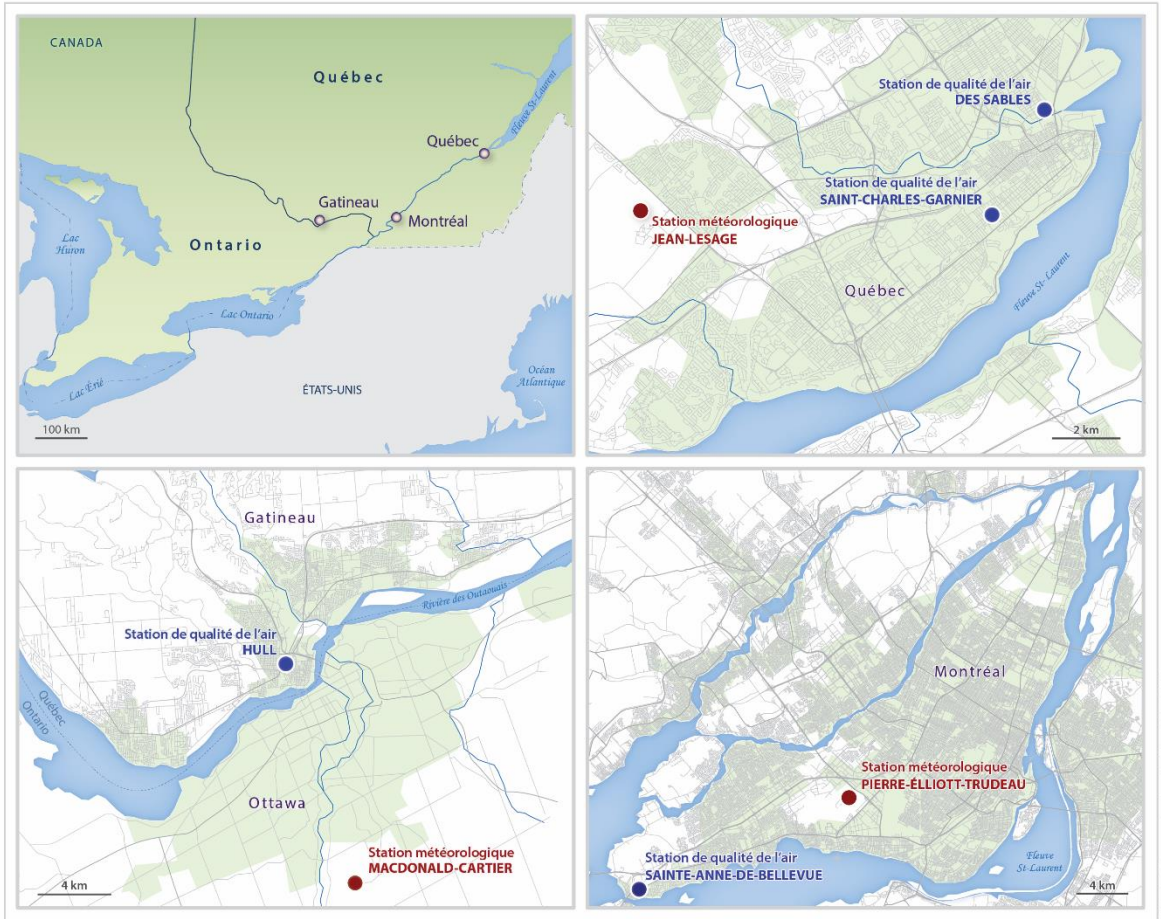 CANADA
Québec
Fleuve St-Laurent
Québec
Gatineau
Montréal
Ontario
Lac
Huron
Lac Ontario
Lac Érié
ÉTATS-UNIS
Océan
Atlantique
100 km
Station de qualité de l'air
DES SABLES
Station de qualité de l'air
SAINT-CHARLES-GARNIER
Station météorologique
JEAN-LESAGE
Québec
Fleuve St-Laurent
2 km
Gatineau
Rivière des Outaouais
Station de qualité de l'air
HULL
Québec
Ontario
Ottawa
Station météorologique
MACDONALD-CARTIER
4 km
Montréal
Station météorologique
PIERRE-ÉLLIOTT-TRUDEAU
Station de qualité de l'air
SAINTE-ANNE-DE-BELLEVUE
Fleuve
St-Laurent
4 km